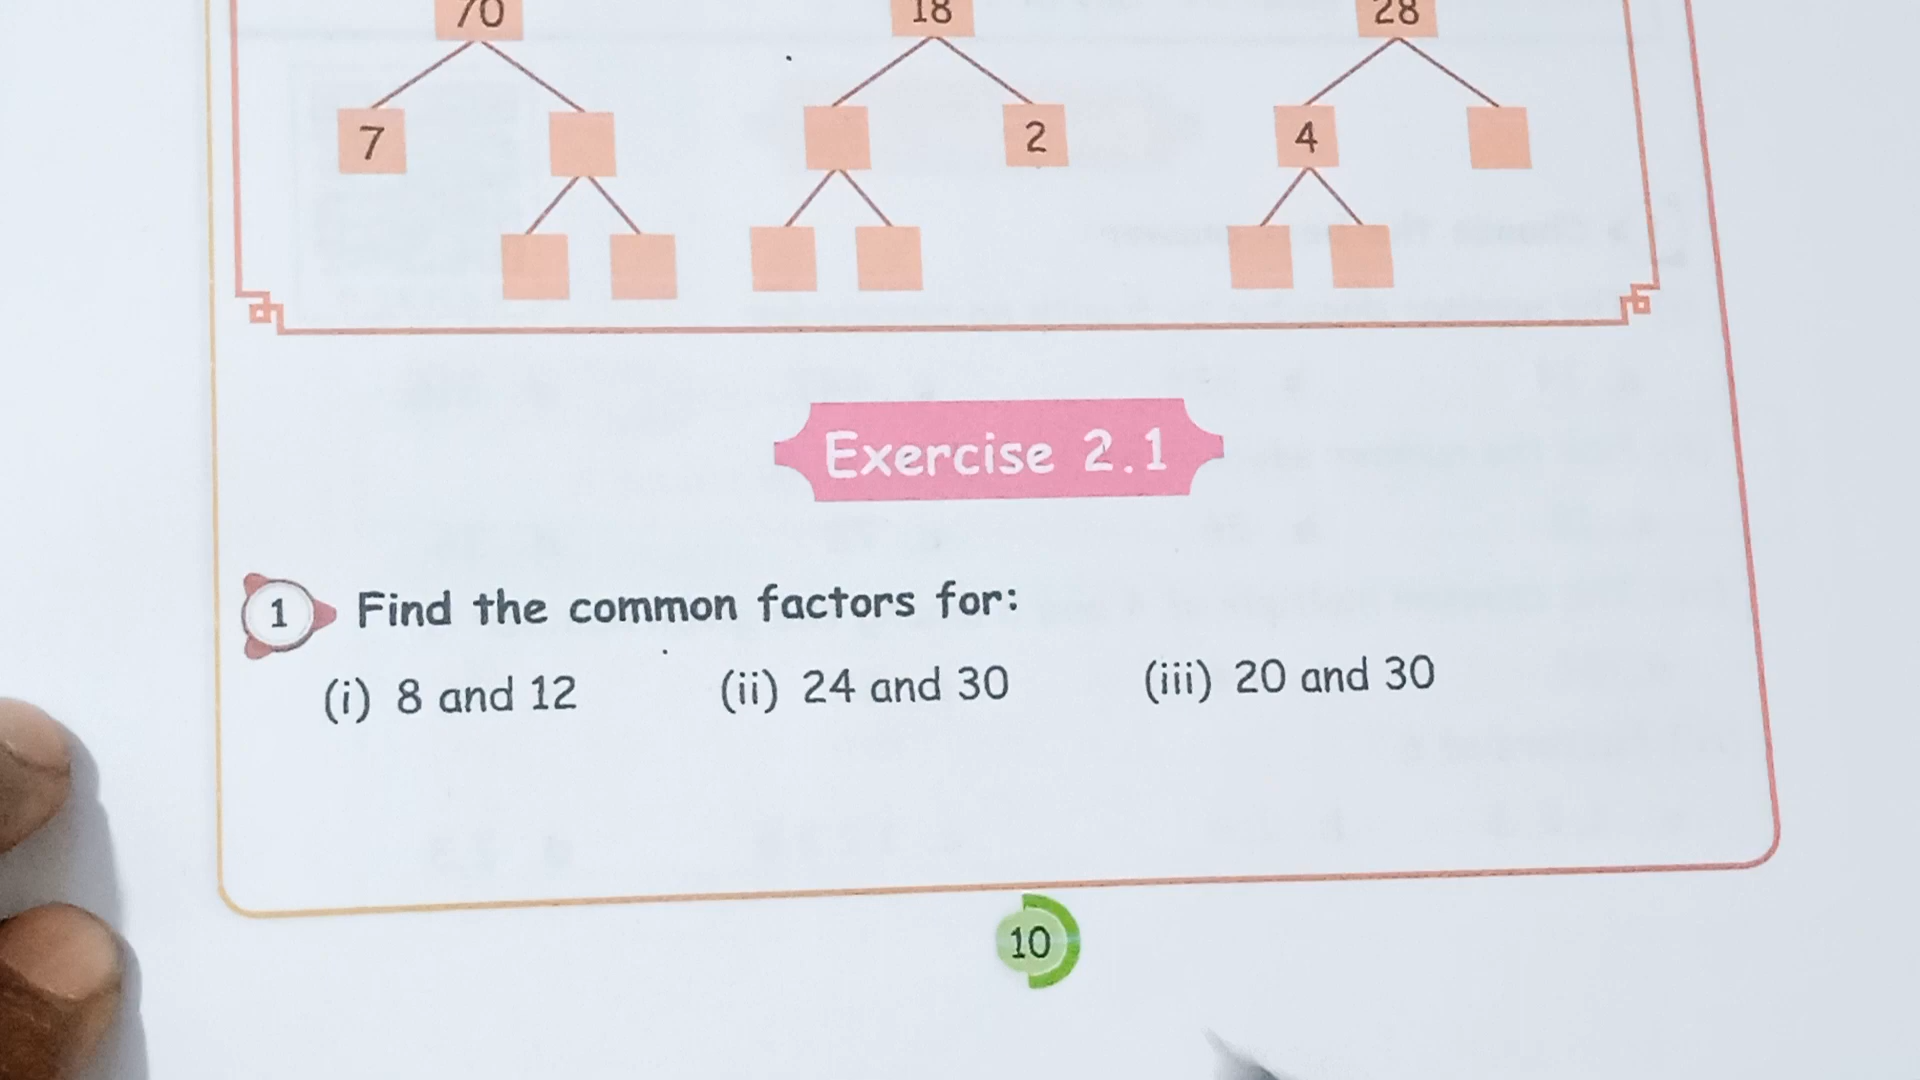 70 18 28
7 2 4
Exercise 2.1
1 Find the common factors for:
(i) 8 and 12 (ii) 24 and 30 (iii) 20 and 30
10